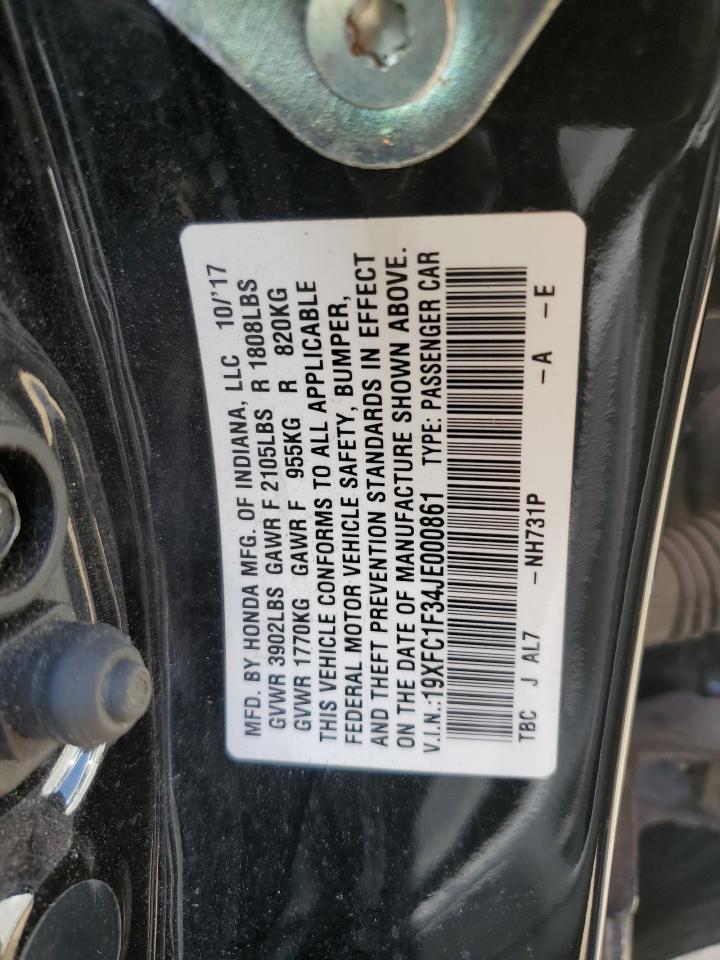 MFD. BY HONDA MFG. OF INDIANA, LLC 10/'17
GVWR 3902LBS GAWR F 2105LBS R 1808LBS
GVWR 1770KG GAWR F 955KG R 820KG
THIS VEHICLE CONFORMS TO ALL APPLICABLE
FEDERAL MOTOR VEHICLE SAFETY, BUMPER,
AND THEFT PREVENTION STANDARDS IN EFFECT
ON THE DATE OF MANUFACTURE SHOWN ABOVE.
V.I.N.:19XFC1F34JE000861 TYPE: PASSENGER CAR
TBC J AL7 -NH731P -A -E